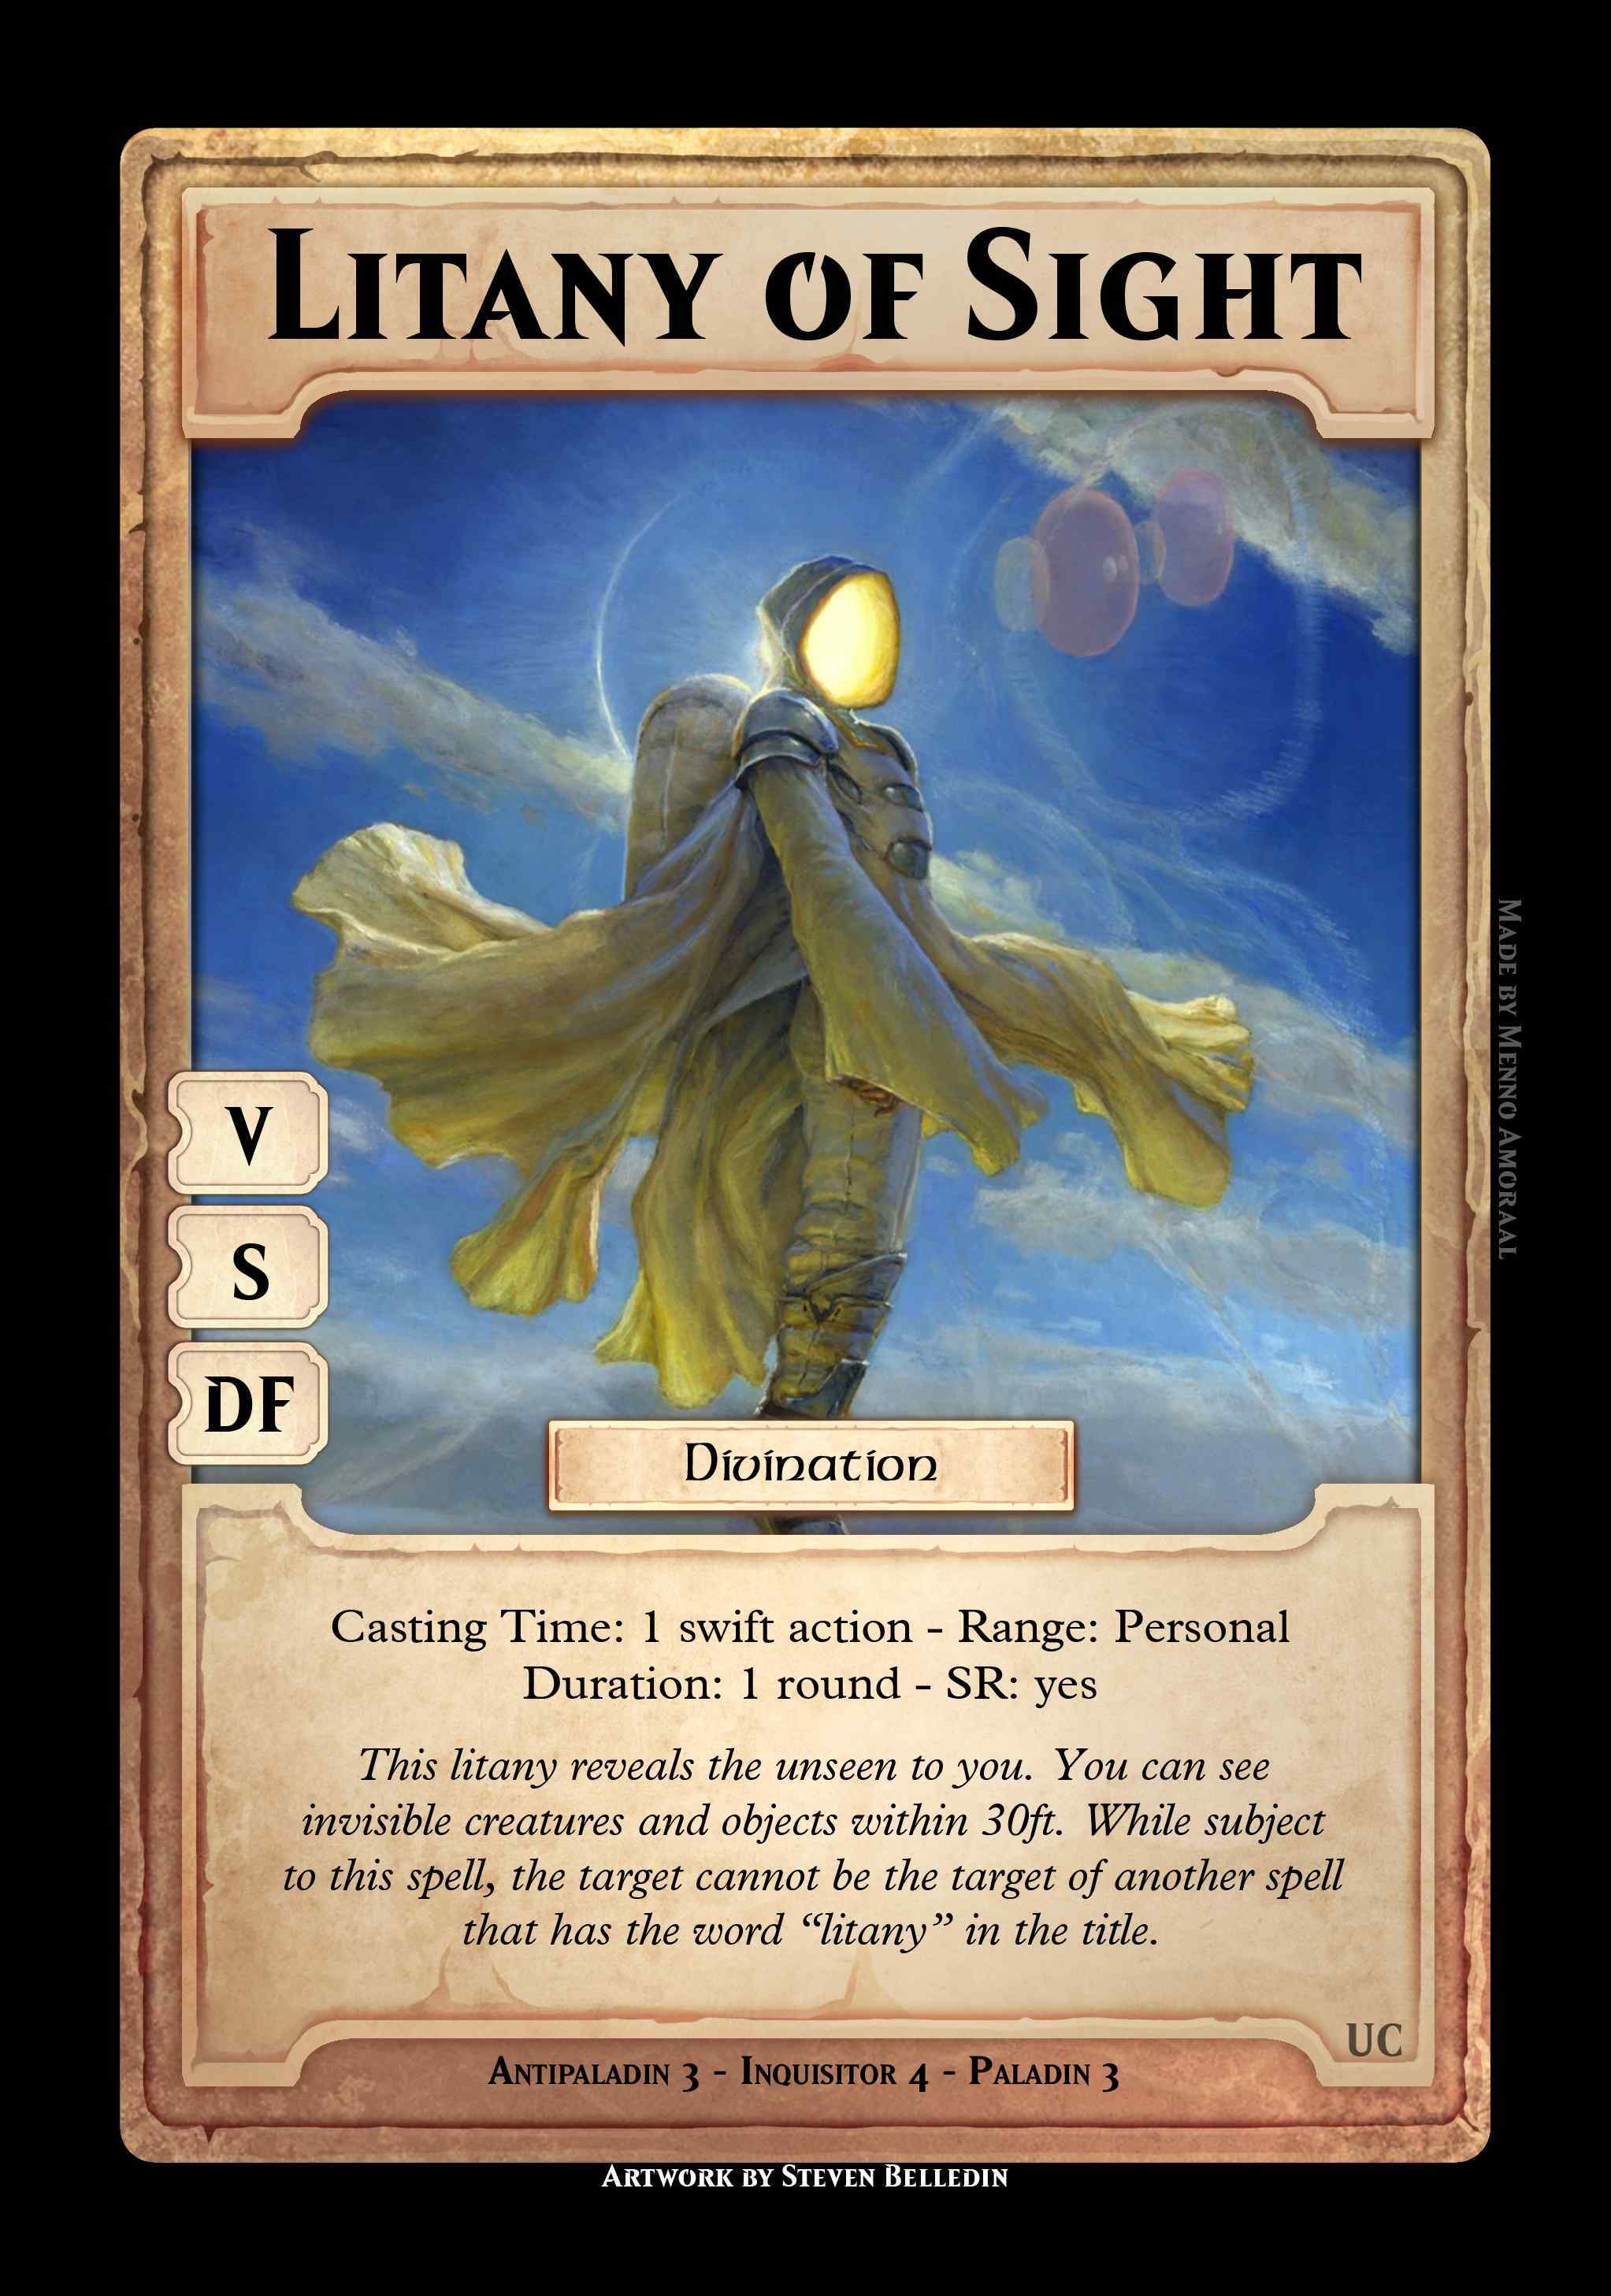 Litany of Sight
V
S
DF
Divination
Casting Time: 1 swift action - Range: Personal
Duration: 1 round - SR: yes
This litany reveals the unseen to you. You can see
invisible creatures and objects within 30ft. While subject
to this spell, the target cannot be the target of another spell
that has the word “litany” in the title.
UC
Antipaladin 3 - Inquisitor 4 - Paladin 3
Artwork by Steven Belledin
Made by Menno Amoraal